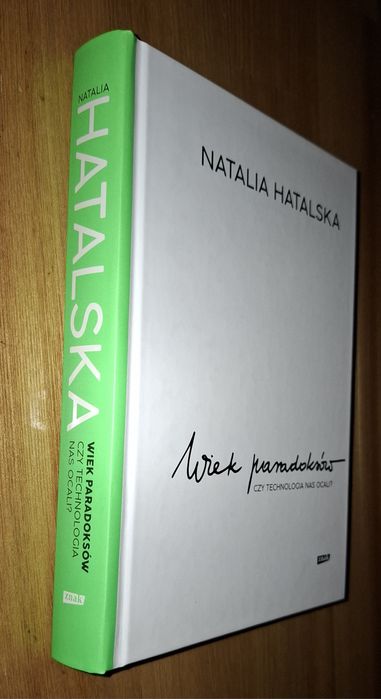 NATALIA
HATALSKA
WIEK PARADOKSÓW
CZY TECHNOLOGIA
NAS OCALI?
znak
NATALIA HATALSKA
Wiek paradoksów
CZY TECHNOLOGIA NAS OCALI?
znak